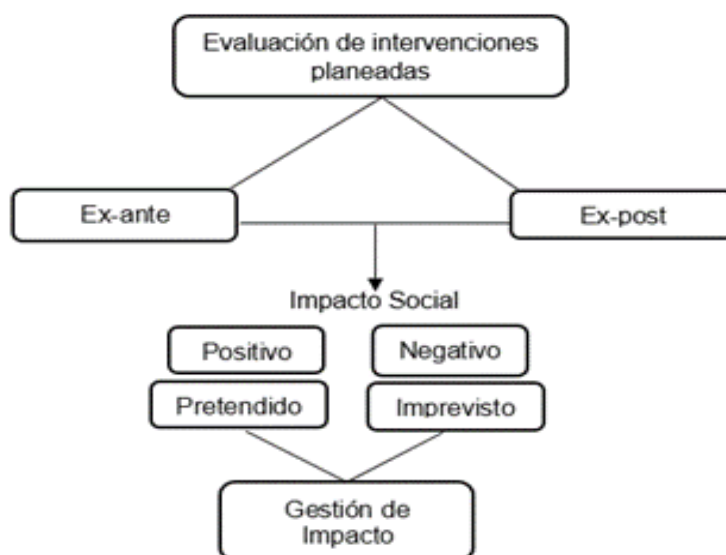 Evaluación de intervenciones
planeadas
Ex-ante
Ex-post
Impacto Social
Positivo
Negativo
Pretendido
Imprevisto
Gestión de
Impacto